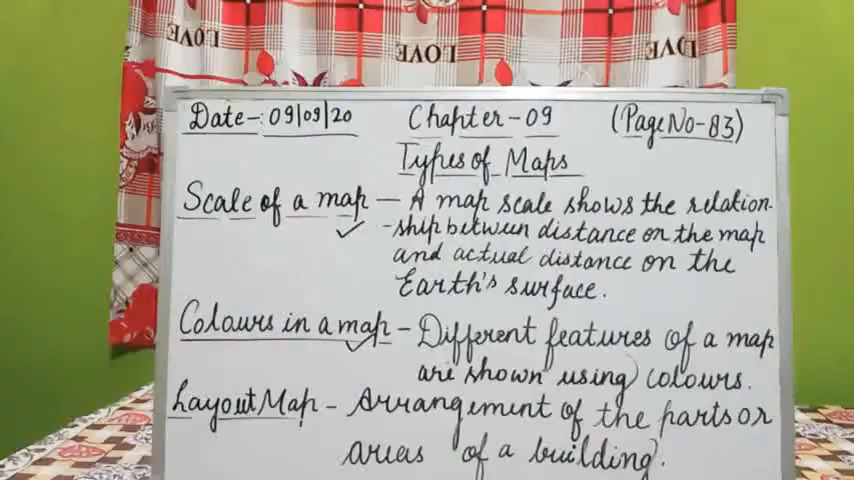 LOVE LOVE LOVE
Date-: 09/09/20 Chapter-09 (Page No-83)
Types of Maps
Scale of a map — A map scale shows the relation-
-ship between distance on the map
and actual distance on the
Earth's surface.
Colours in a map - Different features of a map
are shown using colours.
Layout Map - Arrangement of the parts or
areas of a building.